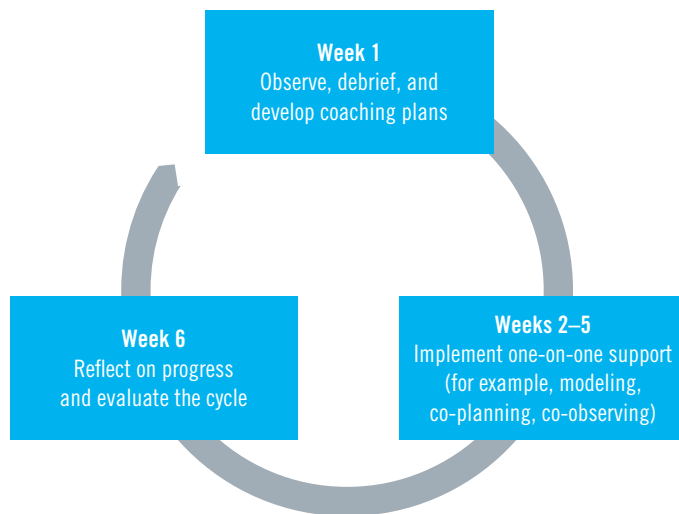 Week 1
Observe, debrief, and
develop coaching plans
Weeks 2–5
Implement one-on-one support
(for example, modeling,
co-planning, co-observing)
Week 6
Reflect on progress
and evaluate the cycle